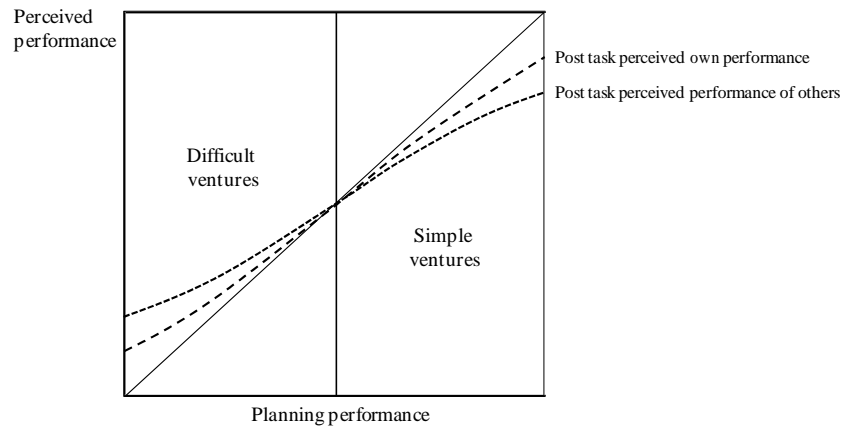 Perceived
performance
Post task perceived own performance
Post task perceived performance of others
Difficult
ventures
Simple
ventures
Planning performance